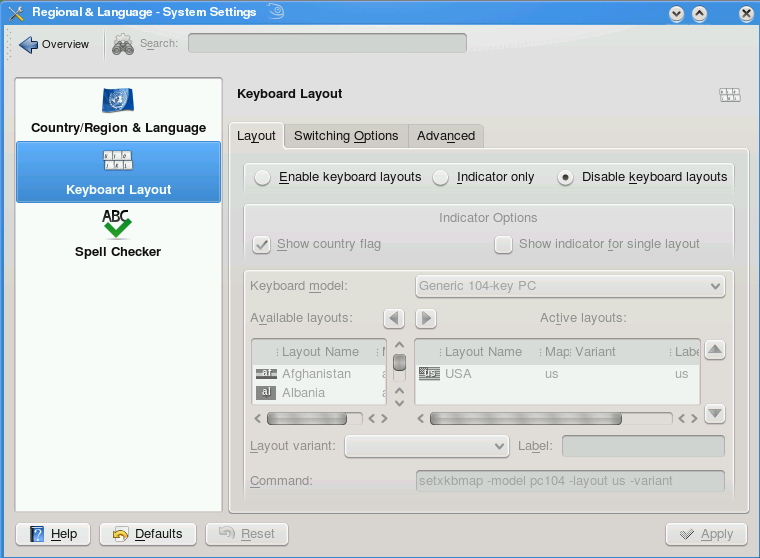 Regional & Language - System Settings
Overview
Search:
Country/Region & Language
Keyboard Layout
Spell Checker
Keyboard Layout
Layout
Switching Options
Advanced
Enable keyboard layouts
Indicator only
Disable keyboard layouts
Indicator Options
Show country flag
Show indicator for single layout
Keyboard model:
Generic 104-key PC
Available layouts:
Active layouts:
Layout Name
af Afghanistan
al Albania
Layout Name Map Variant Labe
us USA us us
Layout variant:
Label:
Command:
setxkbmap -model pc104 -layout us -variant
Help
Defaults
Reset
Apply